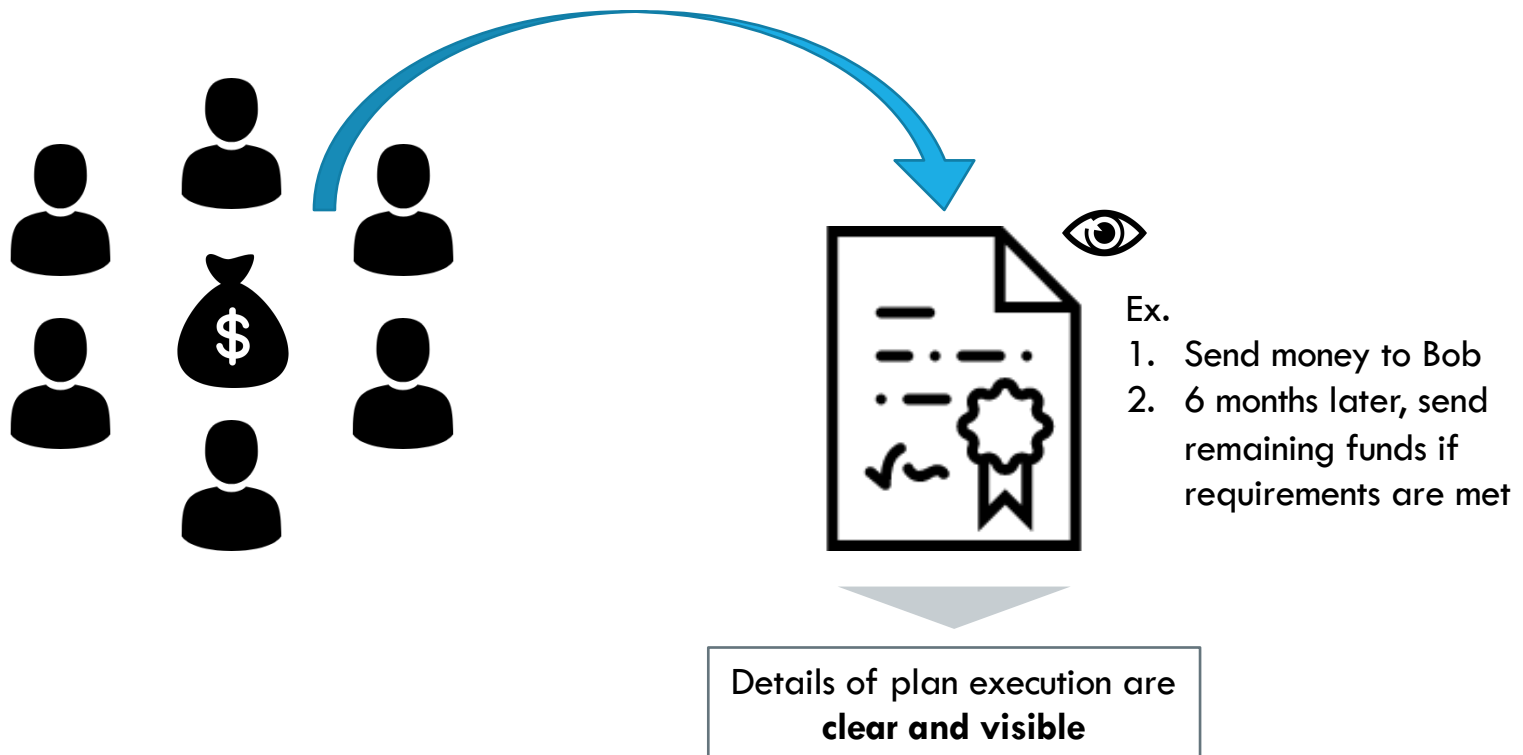 $
Ex.
1. Send money to Bob
2. 6 months later, send
remaining funds if
requirements are met
Details of plan execution are
clear and visible